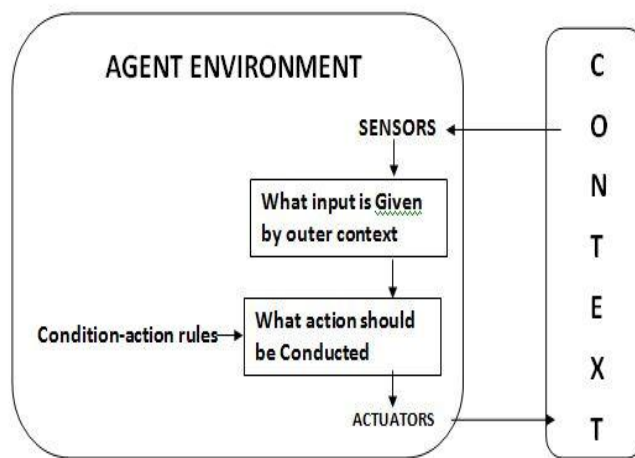 AGENT ENVIRONMENT
SENSORS
What input is Given
by outer context
Condition-action rules
What action should
be Conducted
ACTUATORS
C
O
N
T
E
X
T